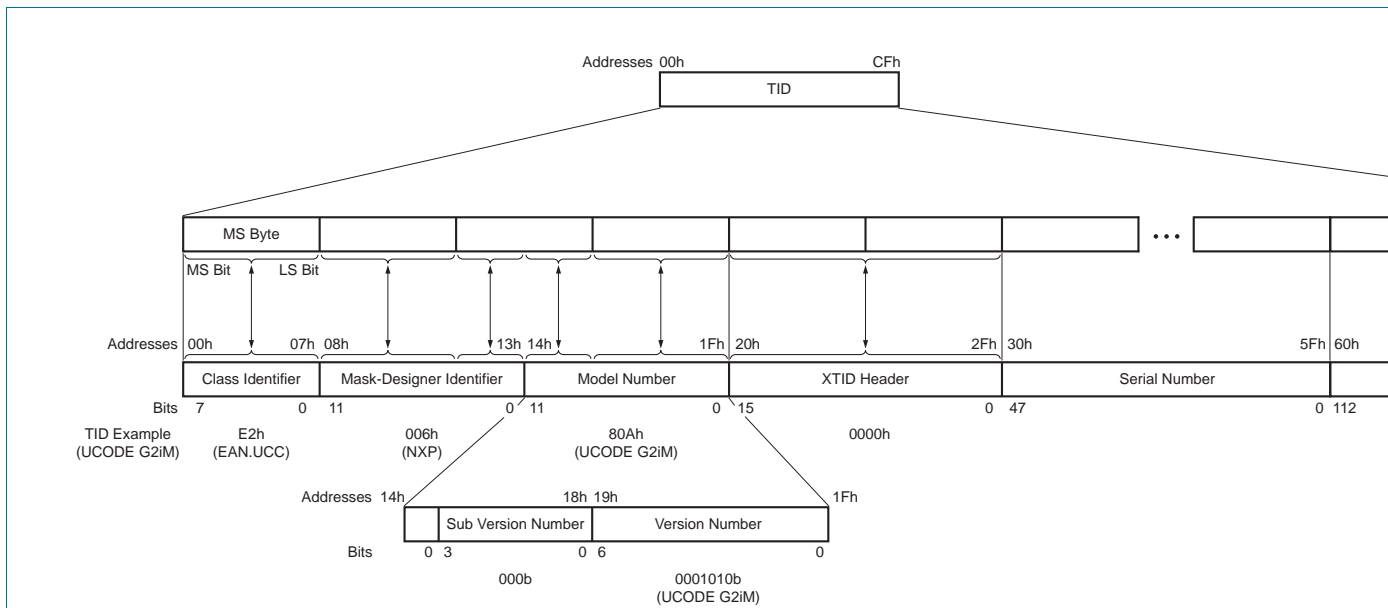 Addresses 00h CFh
TID
MS Byte
...
MS Bit LS Bit
Addresses 00h 07h 08h 13h 14h 1Fh 20h 2Fh 30h 5Fh 60h
Class Identifier Mask-Designer Identifier Model Number XTID Header Serial Number
Bits 7 0 11 0 11 0 15 0 47 0 112
TID Example E2h 006h 80Ah 0000h
(UCODE G2iM) (EAN.UCC) (NXP) (UCODE G2iM)
Addresses 14h 18h 19h 1Fh
Sub Version Number Version Number
Bits 0 3 0 6 0
000b 0001010b
(UCODE G2iM)